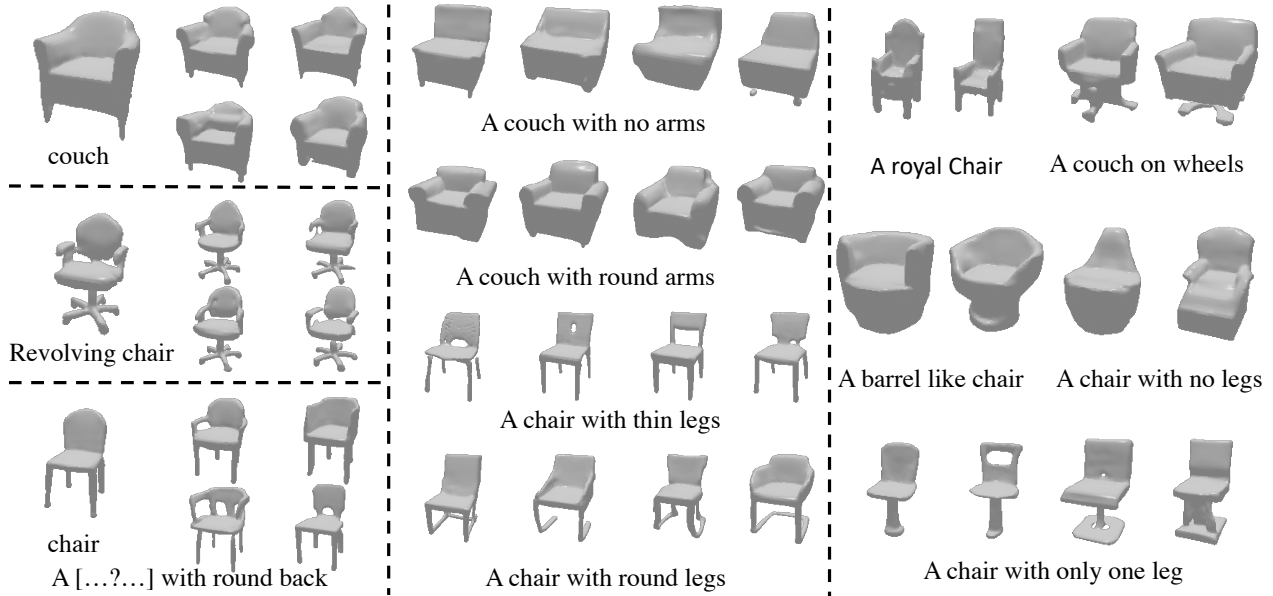 couch
Revolving chair
chair
A [...?...] with round back
A couch with no arms
A couch with round arms
A chair with thin legs
A chair with round legs
A royal Chair
A couch on wheels
A barrel like chair
A chair with no legs
A chair with only one leg